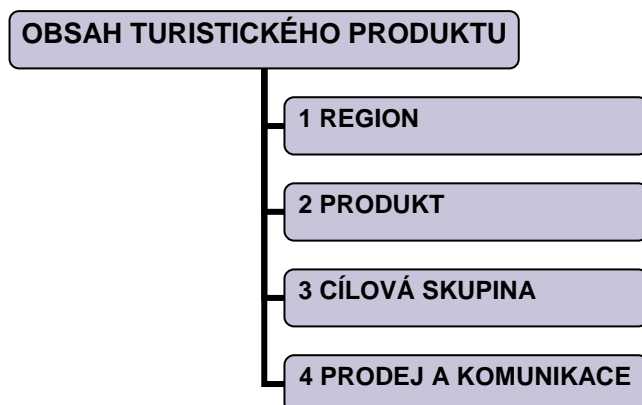 OBSAH TURISTICKÉHO PRODUKTU
1 REGION
2 PRODUKT
3 CÍLOVÁ SKUPINA
4 PRODEJ A KOMUNIKACE